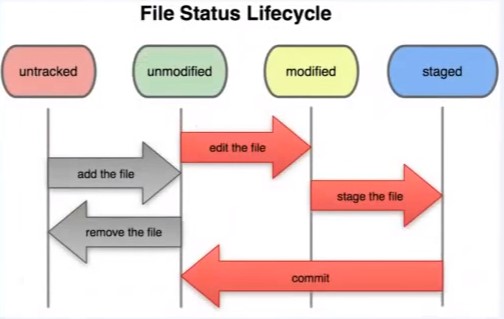 File Status Lifecycle
untracked
unmodified
modified
staged
edit the file
add the file
stage the file
remove the file
commit